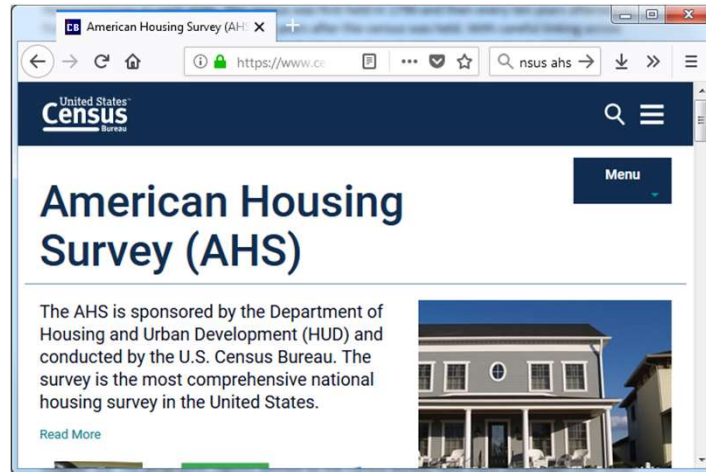 American Housing Survey (AH
https://www.ce
nsus ahs
United States™
Census
Bureau
Menu
American Housing
Survey (AHS)
The AHS is sponsored by the Department of
Housing and Urban Development (HUD) and
conducted by the U.S. Census Bureau. The
survey is the most comprehensive national
housing survey in the United States.
Read More